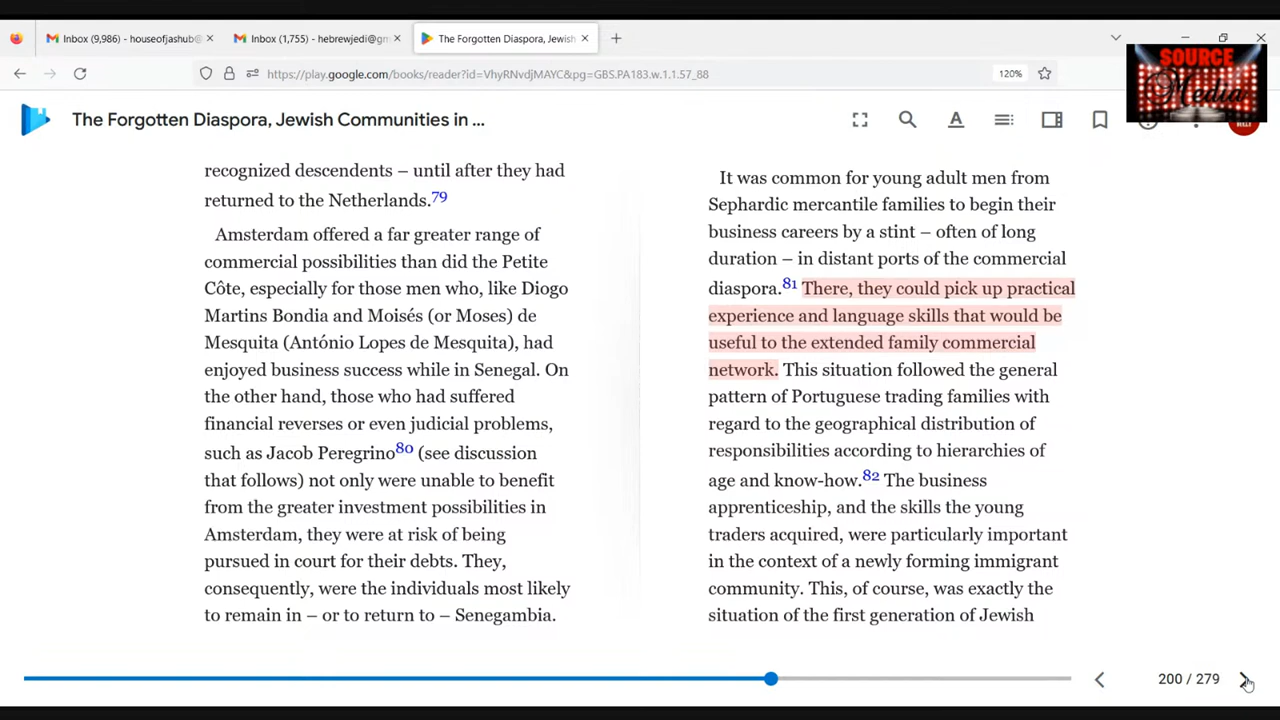 Inbox (9,986) - houseofjashub@
Inbox (1,755) - hebrewjedi@gm
The Forgotten Diaspora, Jewish
https://play.google.com/books/reader?id=VhyRNvdjMAYC&pg=GBS.PA183.w.1.1.57_88
120%
SOURCE
Media
The Forgotten Diaspora, Jewish Communities in ...
recognized descendents – until after they had
returned to the Netherlands.79
Amsterdam offered a far greater range of
commercial possibilities than did the Petite
Côte, especially for those men who, like Diogo
Martins Bondia and Moisés (or Moses) de
Mesquita (António Lopes de Mesquita), had
enjoyed business success while in Senegal. On
the other hand, those who had suffered
financial reverses or even judicial problems,
such as Jacob Peregrino80 (see discussion
that follows) not only were unable to benefit
from the greater investment possibilities in
Amsterdam, they were at risk of being
pursued in court for their debts. They,
consequently, were the individuals most likely
to remain in – or to return to – Senegambia.
It was common for young adult men from
Sephardic mercantile families to begin their
business careers by a stint – often of long
duration – in distant ports of the commercial
diaspora.81 There, they could pick up practical
experience and language skills that would be
useful to the extended family commercial
network. This situation followed the general
pattern of Portuguese trading families with
regard to the geographical distribution of
responsibilities according to hierarchies of
age and know-how.82 The business
apprenticeship, and the skills the young
traders acquired, were particularly important
in the context of a newly forming immigrant
community. This, of course, was exactly the
situation of the first generation of Jewish
200 / 279